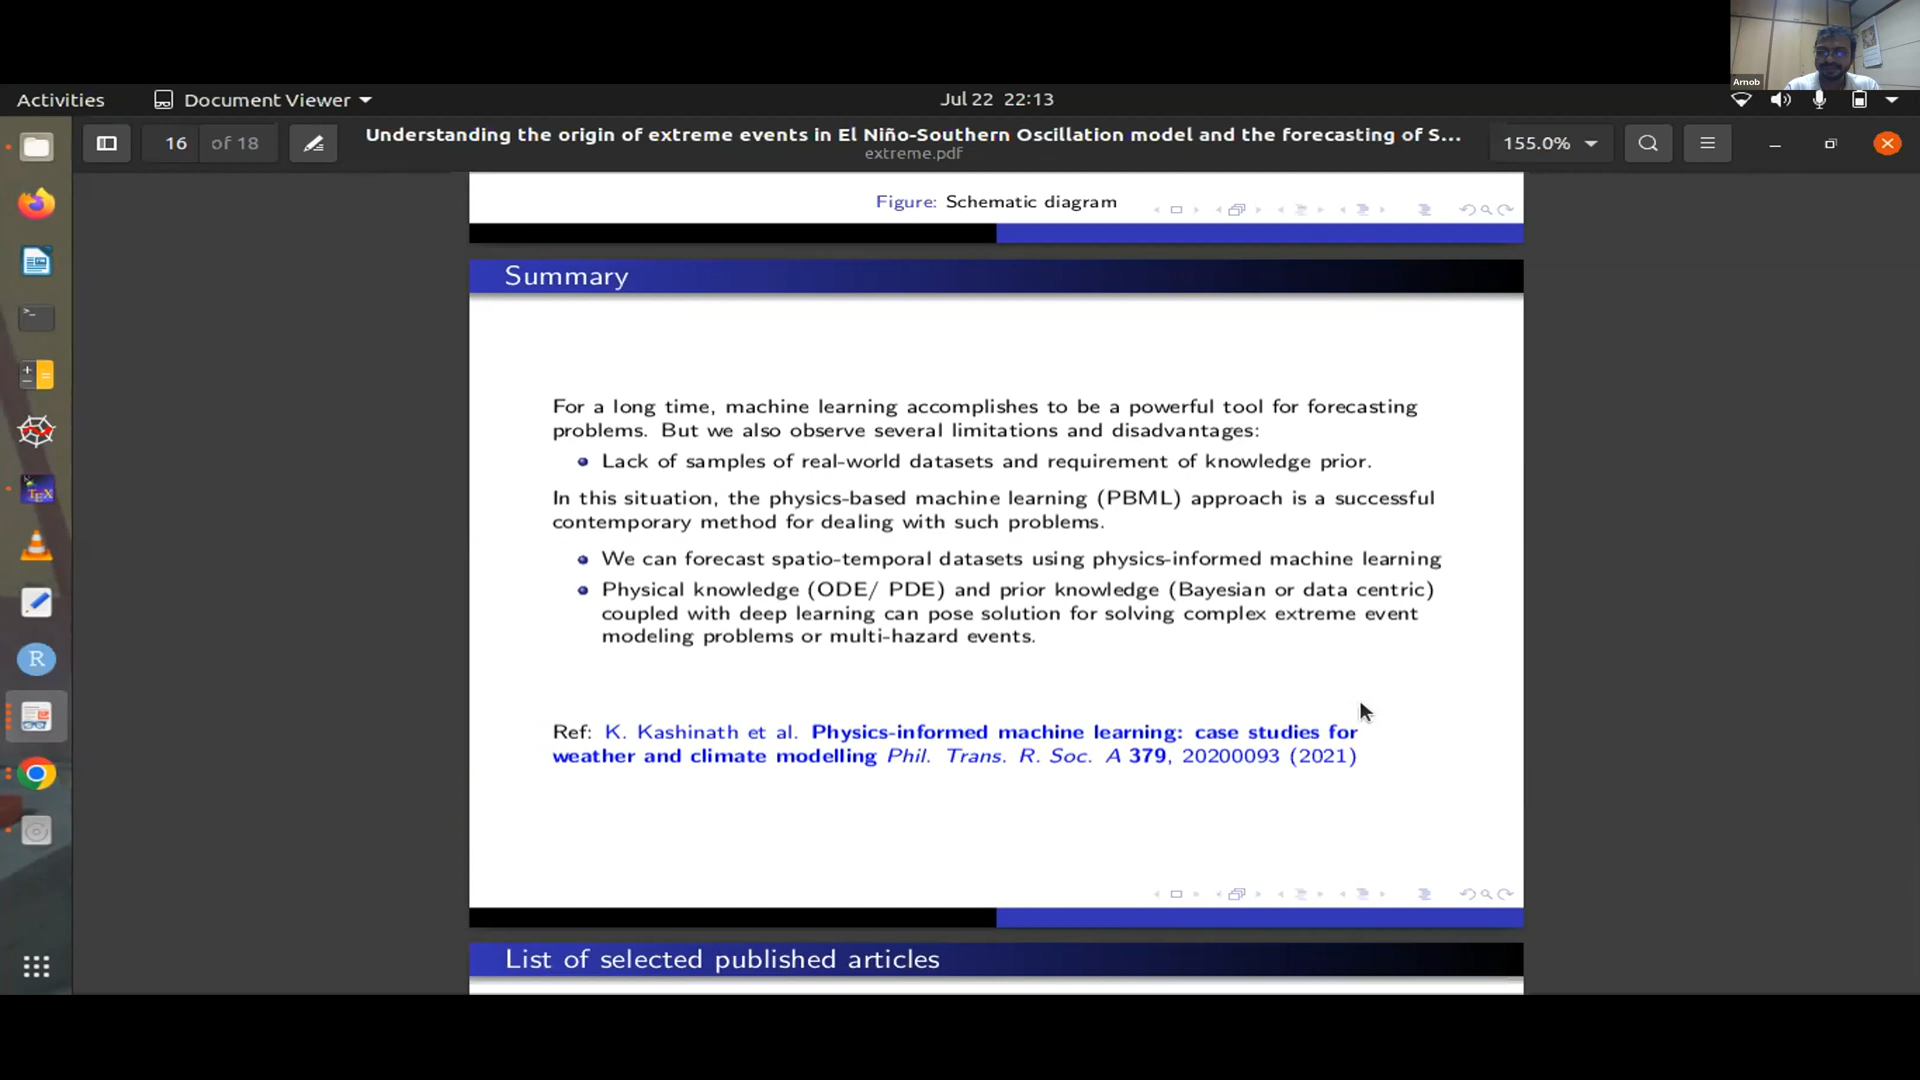 Arnob
Activities
Document Viewer
Jul 22 22:13
16 of 18
Understanding the origin of extreme events in El Niño-Southern Oscillation model and the forecasting of S...
extreme.pdf
155.0%
Figure: Schematic diagram
Summary
For a long time, machine learning accomplishes to be a powerful tool for forecasting
problems. But we also observe several limitations and disadvantages:
Lack of samples of real-world datasets and requirement of knowledge prior.
In this situation, the physics-based machine learning (PBML) approach is a successful
contemporary method for dealing with such problems.
We can forecast spatio-temporal datasets using physics-informed machine learning
Physical knowledge (ODE/ PDE) and prior knowledge (Bayesian or data centric)
coupled with deep learning can pose solution for solving complex extreme event
modeling problems or multi-hazard events.
Ref: K. Kashinath et al. Physics-informed machine learning: case studies for
weather and climate modelling Phil. Trans. R. Soc. A 379, 20200093 (2021)
List of selected published articles
TEX
R